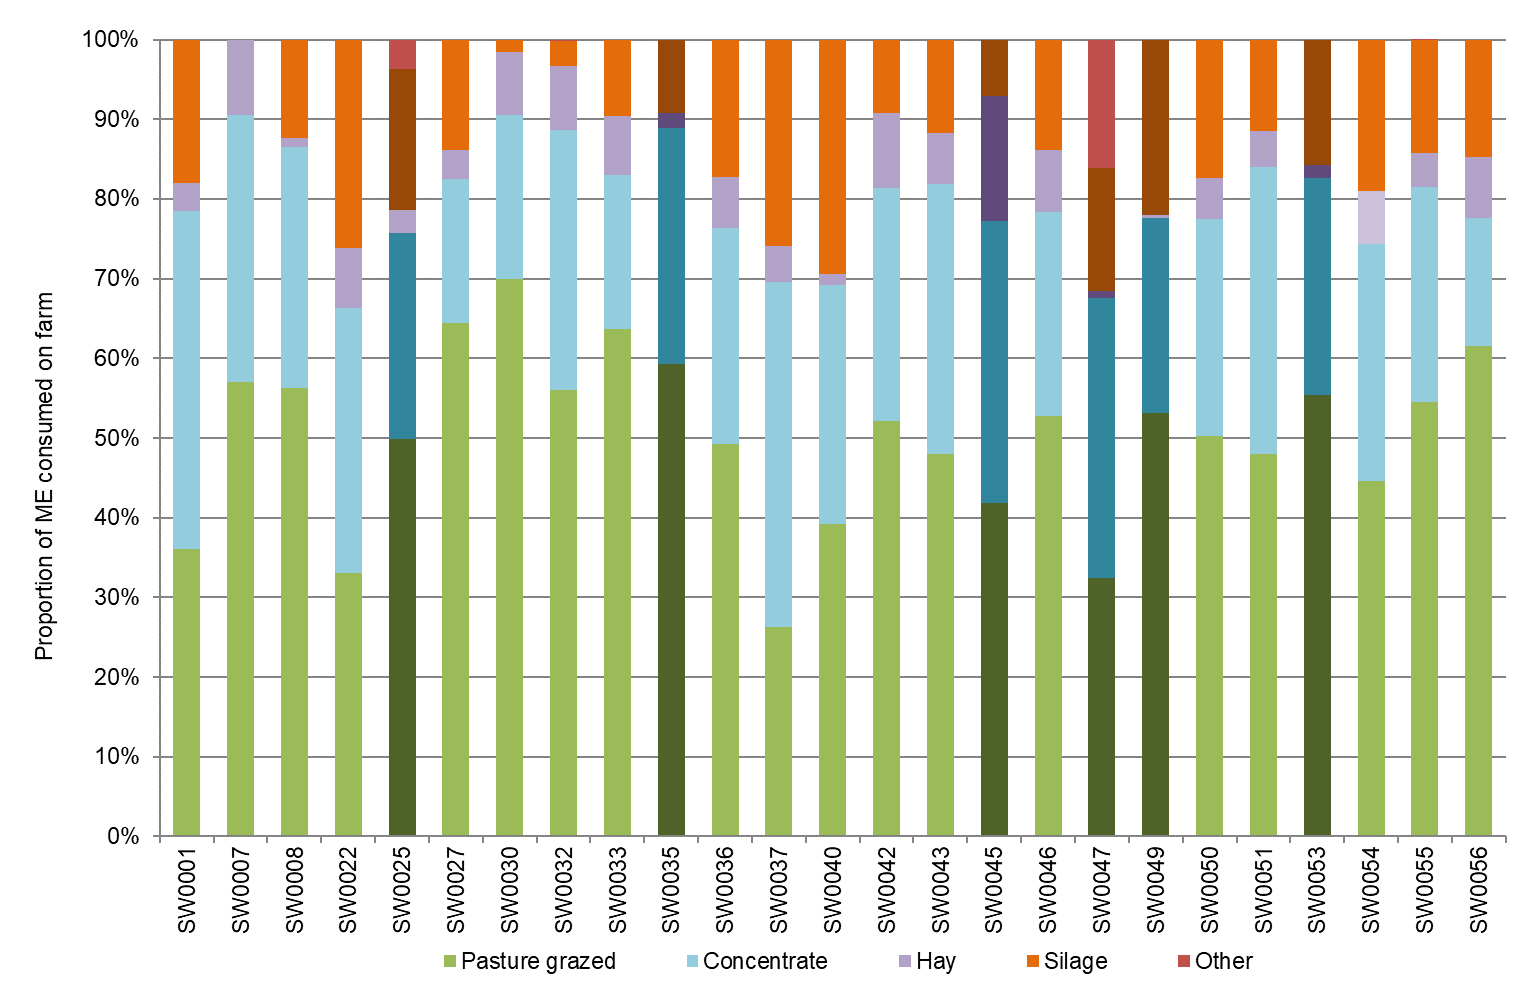 Proportion of ME consumed on farm
100%
90%
80%
70%
60%
50%
40%
30%
20%
10%
0%
SW0001
SW0007
SW0008
SW0022
SW0025
SW0027
SW0030
SW0032
SW0033
SW0035
SW0036
SW0037
SW0040
SW0042
SW0043
SW0045
SW0046
SW0047
SW0049
SW0050
SW0051
SW0053
SW0054
SW0055
SW0056
Pasture grazed Concentrate Hay Silage Other